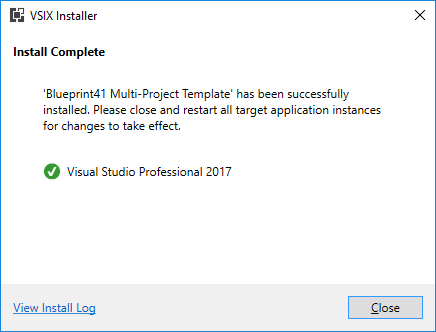 VSIX Installer
Install Complete
'Blueprint41 Multi-Project Template' has been successfully
installed. Please close and restart all target application instances
for changes to take effect.
Visual Studio Professional 2017
View Install Log
Close